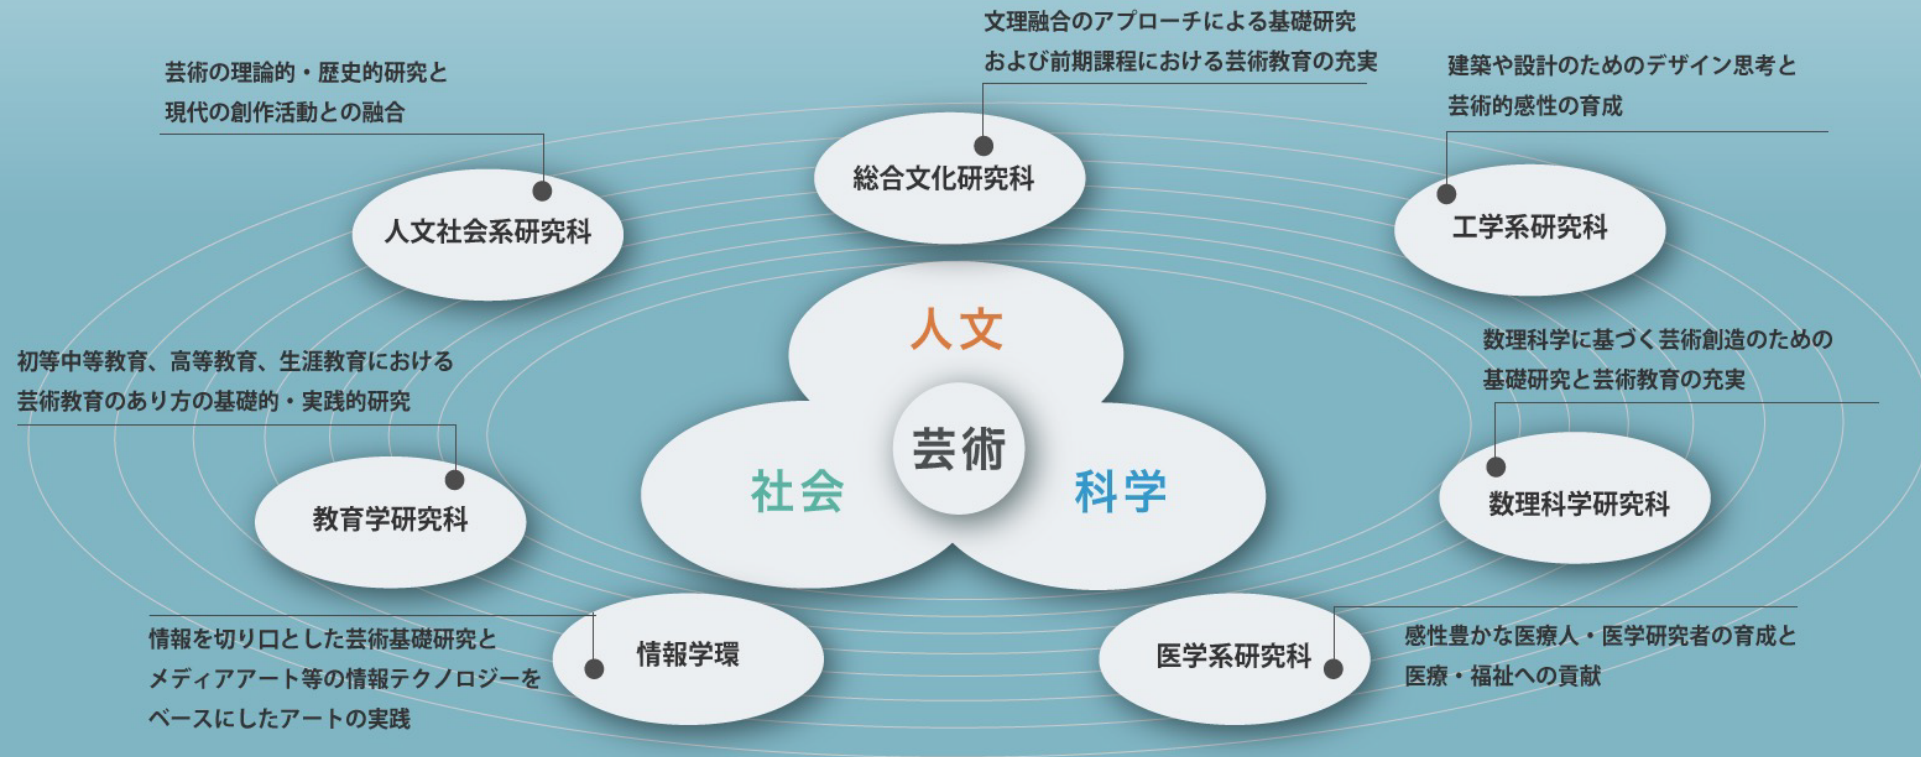 文理融合のアプローチによる基礎研究
および前期課程における芸術教育の充実
総合文化研究科
芸術の理論的・歴史的研究と
現代の創作活動との融合
人文社会系研究科
建築や設計のためのデザイン思考と
芸術的感性の育成
工学系研究科
人文
芸術
社会
科学
初等中等教育、高等教育、生涯教育における
芸術教育のあり方の基礎的・実践的研究
教育学研究科
数理科学に基づく芸術創造のための
基礎研究と芸術教育の充実
数理科学研究科
情報を切り口とした芸術基礎研究と
メディアアート等の情報テクノロジーを
ベースにしたアートの実践
情報学環
医学系研究科
感性豊かな医療人・医学研究者の育成と
医療・福祉への貢献